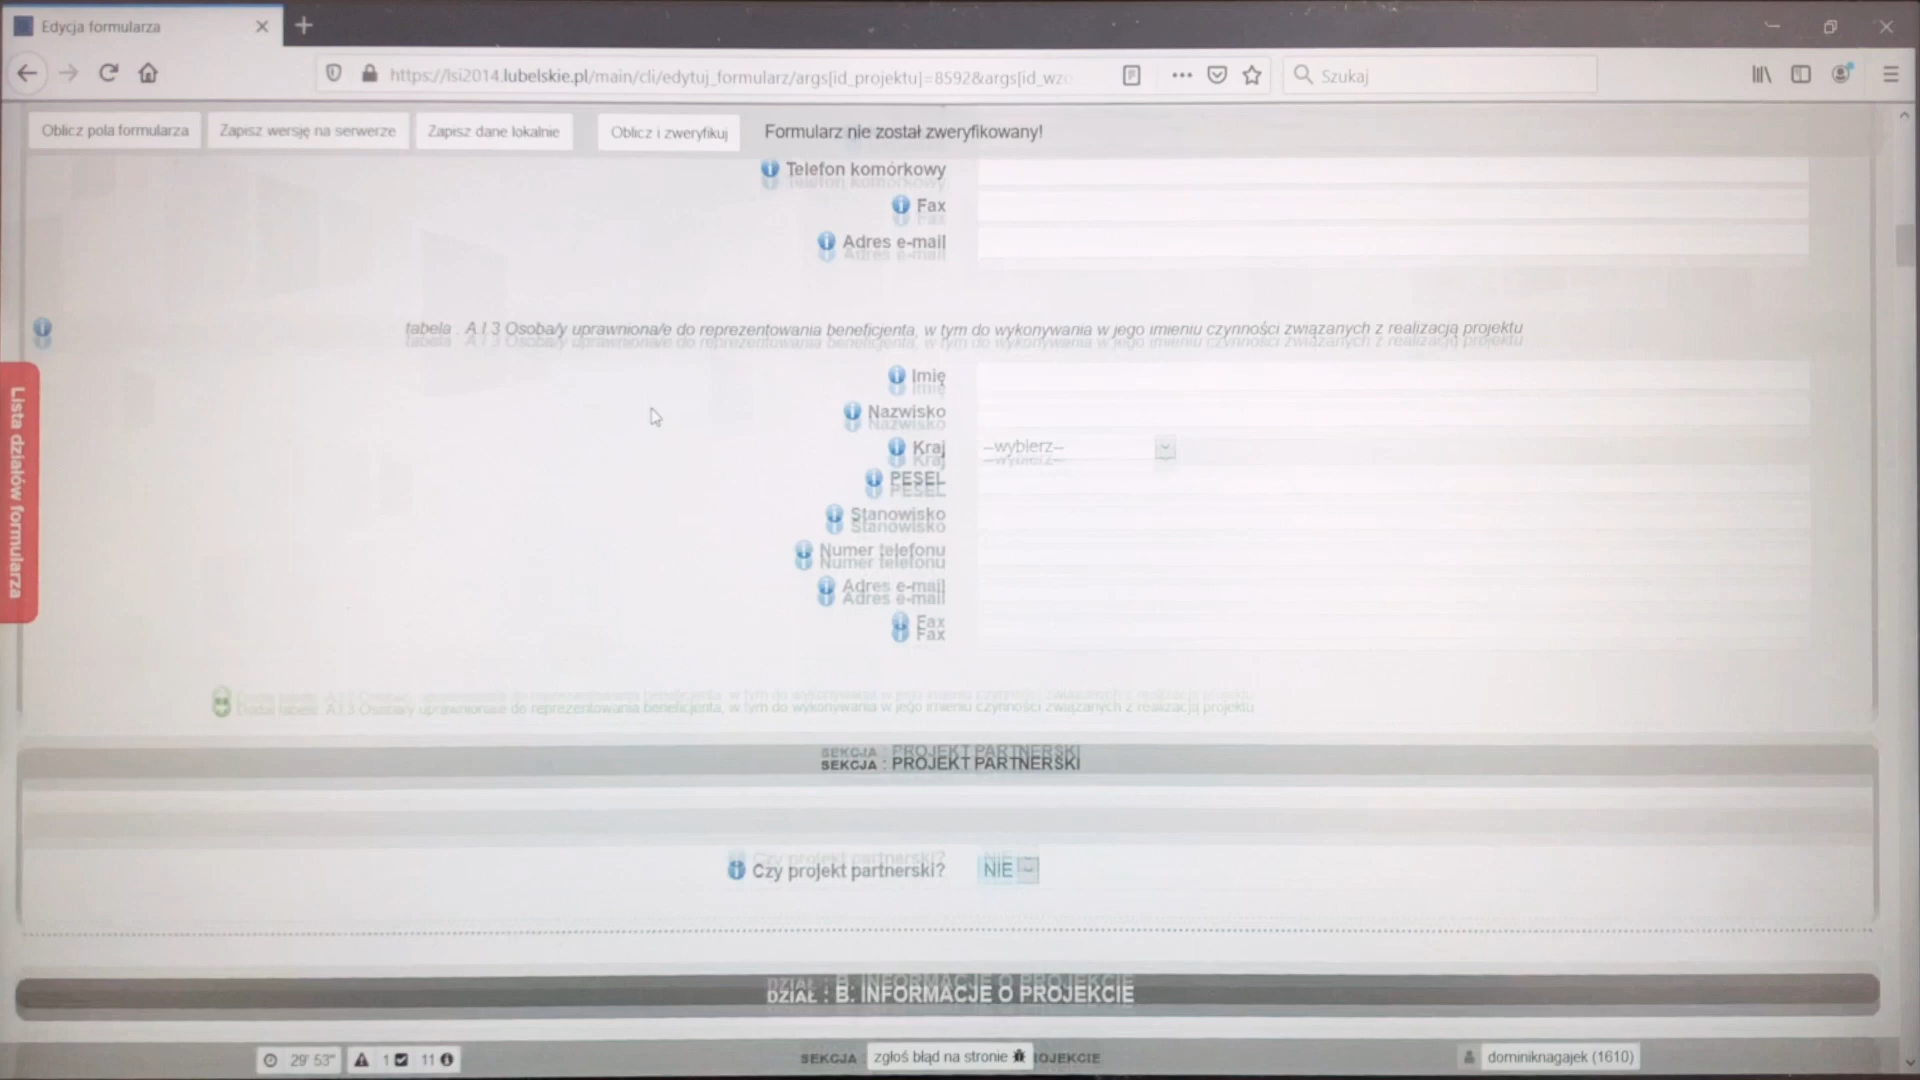 Edycja formularza
https://lsi2014.lubelskie.pl/main/cli/edytuj_formularz/args[id_projektu]=8592&args[id_wzo
Szukaj
Oblicz pola formularza
Zapisz wersję na serwerze
Zapisz dane lokalnie
Oblicz i zweryfikuj
Formularz nie został zweryfikowany!
Telefon komórkowy
Fax
Adres e-mail
tabela . A.I 3 Osoba/y uprawniona/e do reprezentowania beneficjenta, w tym do wykonywania w jego imieniu czynności związanych z realizacją projektu
Imię
Nazwisko
Kraj
--wybierz--
PESEL
Stanowisko
Numer telefonu
Adres e-mail
Fax
Dodaj tabelę: A.I.3 Osoba/y uprawniona/e do reprezentowania beneficjenta, w tym do wykonywania w jego imieniu czynności związanych z realizacją projektu
SEKCJA : PROJEKT PARTNERSKI
Czy projekt partnerski?
NIE
DZIAŁ : B. INFORMACJE O PROJEKCIE
Lista działów formularza
29' 53"
1
11
SEKCJA
zgłoś błąd na stronie
OJEKCIE
dominiknagajek (1610)